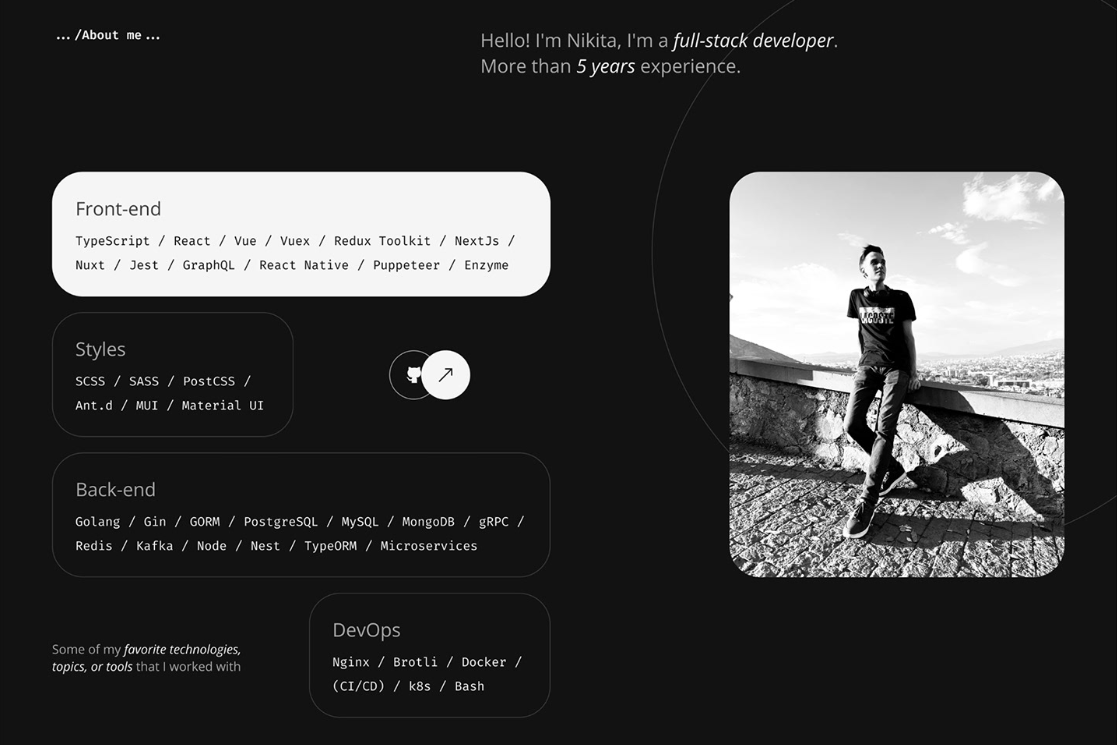 ... /About me ...
Hello! I'm Nikita, I'm a full-stack developer.
More than 5 years experience.
Front-end
TypeScript / React / Vue / Vuex / Redux Toolkit / NextJs /
Nuxt / Jest / GraphQL / React Native / Puppeteer / Enzyme
Styles
SCSS / SASS / PostCSS /
Ant.d / MUI / Material UI
Back-end
Golang / Gin / GORM / PostgreSQL / MySQL / MongoDB / gRPC /
Redis / Kafka / Node / Nest / TypeORM / Microservices
DevOps
Nginx / Brotli / Docker /
(CI/CD) / k8s / Bash
Some of my favorite technologies,
topics, or tools that I worked with
LACOSTE